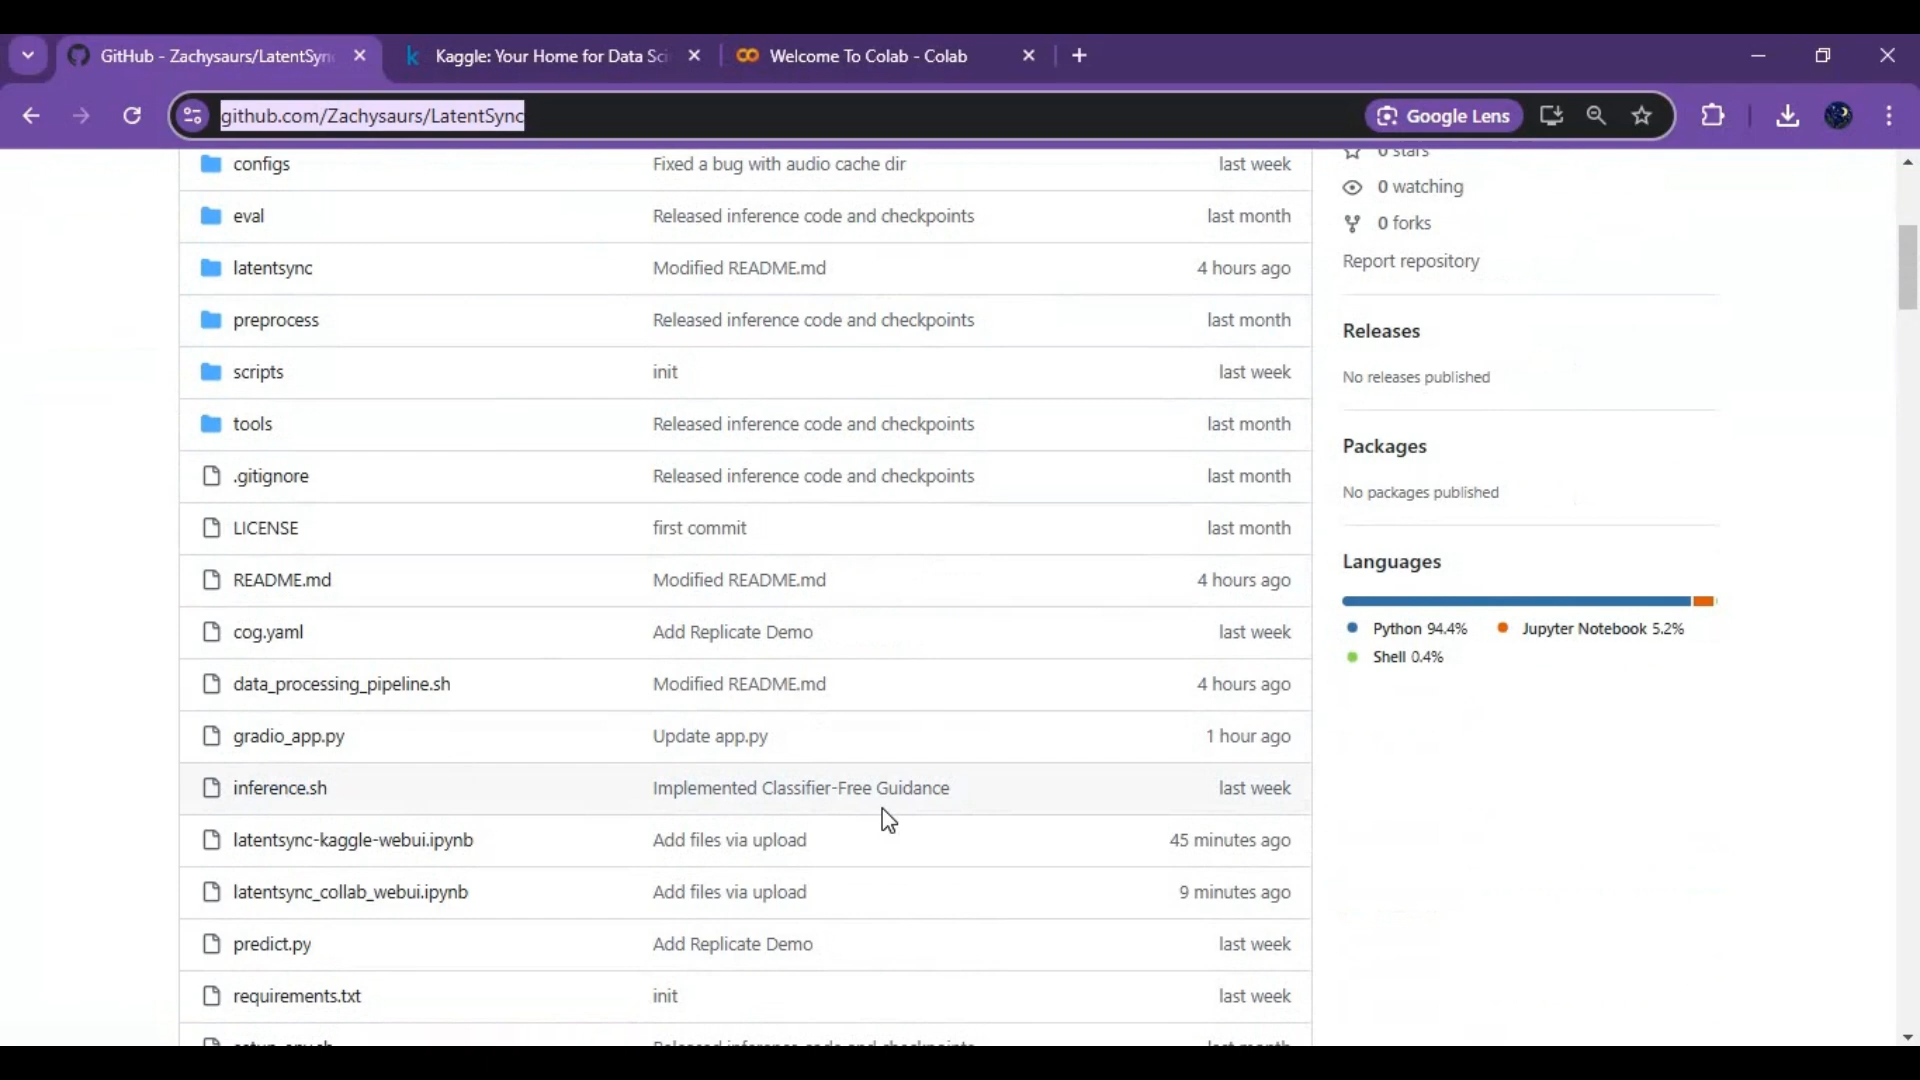 GitHub - Zachysaurs/LatentSyn
Kaggle: Your Home for Data Sci
Welcome To Colab - Colab
github.com/Zachysaurs/LatentSync
Google Lens
configs Fixed a bug with audio cache dir last week
eval Released inference code and checkpoints last month
latentsync Modified README.md 4 hours ago
preprocess Released inference code and checkpoints last month
scripts init last week
tools Released inference code and checkpoints last month
.gitignore Released inference code and checkpoints last month
LICENSE first commit last month
README.md Modified README.md 4 hours ago
cog.yaml Add Replicate Demo last week
data_processing_pipeline.sh Modified README.md 4 hours ago
gradio_app.py Update app.py 1 hour ago
inference.sh Implemented Classifier-Free Guidance last week
latentsync-kaggle-webui.ipynb Add files via upload 45 minutes ago
latentsync_collab_webui.ipynb Add files via upload 9 minutes ago
predict.py Add Replicate Demo last week
requirements.txt init last week
Released inference code and checkpoints last month
0 stars
0 watching
0 forks
Report repository
Releases
No releases published
Packages
No packages published
Languages
Python 94.4% Jupyter Notebook 5.2%
Shell 0.4%